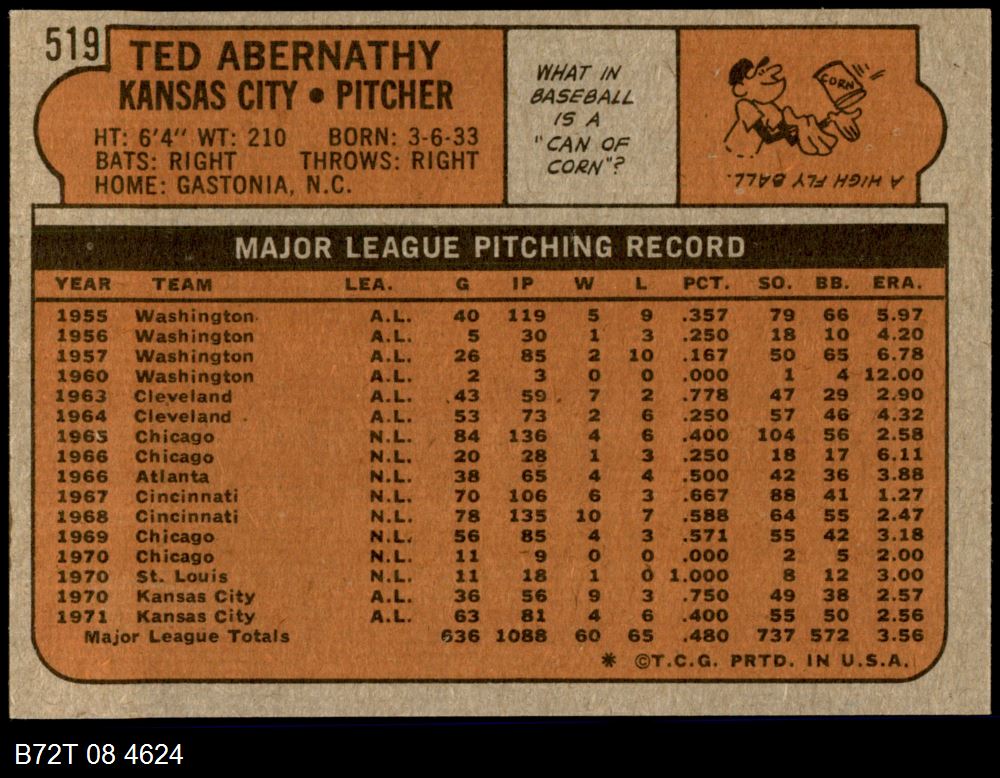 519
TED ABERNATHY
KANSAS CITY • PITCHER
HT: 6'4" WT: 210 BORN: 3-6-33
BATS: RIGHT THROWS: RIGHT
HOME: GASTONIA, N.C.
WHAT IN
BASEBALL
IS A
"CAN OF
CORN"?
CORN
A HIGH FLY BALL.
MAJOR LEAGUE PITCHING RECORD
YEAR TEAM LEA. G IP W L PCT. SO. BB. ERA.
1955 Washington A.L. 40 119 5 9 .357 79 66 5.97
1956 Washington A.L. 5 30 1 3 .250 18 10 4.20
1957 Washington A.L. 26 85 2 10 .167 50 65 6.78
1960 Washington A.L. 2 3 0 0 .000 1 4 12.00
1963 Cleveland A.L. 43 59 7 2 .778 47 29 2.90
1964 Cleveland A.L. 53 73 2 6 .250 57 46 4.32
1965 Chicago N.L. 84 136 4 6 .400 104 56 2.58
1966 Chicago N.L. 20 28 1 3 .250 18 17 6.11
1966 Atlanta N.L. 38 65 4 4 .500 42 36 3.88
1967 Cincinnati N.L. 70 106 6 3 .667 88 41 1.27
1968 Cincinnati N.L. 78 135 10 7 .588 64 55 2.47
1969 Chicago N.L. 56 85 4 3 .571 55 42 3.18
1970 Chicago N.L. 11 9 0 0 .000 2 5 2.00
1970 St. Louis N.L. 11 18 1 0 1.000 8 12 3.00
1970 Kansas City A.L. 36 56 9 3 .750 49 38 2.57
1971 Kansas City A.L. 63 81 4 6 .400 55 50 2.56
Major League Totals 636 1088 60 65 .480 737 572 3.56
* ©T.C.G. PRTD. IN U.S.A.
B72T 08 4624